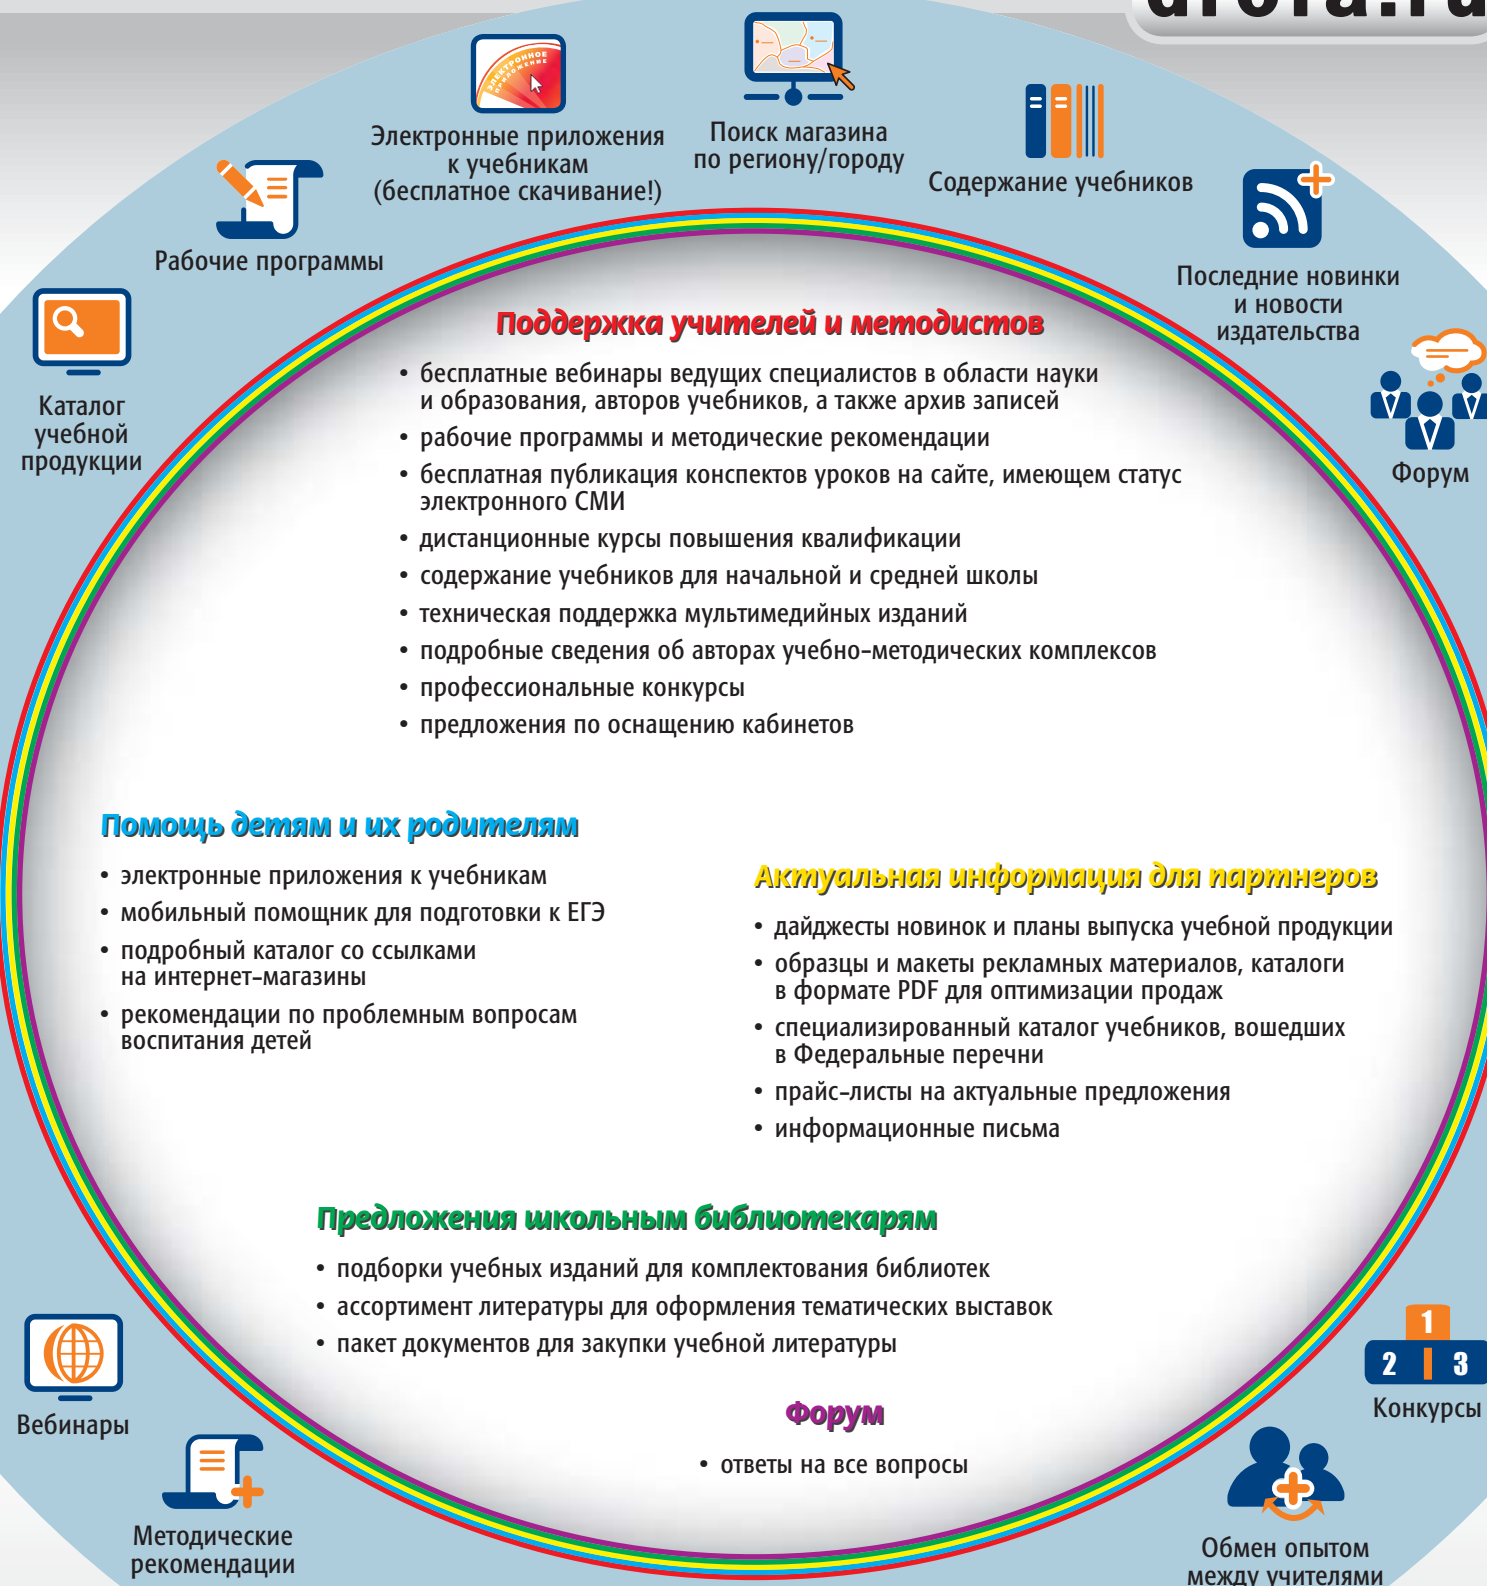 drofa.ru
ЭЛЕКТРОННОЕ
ПРИЛОЖЕНИЕ
Электронные приложения
к учебникам
(бесплатное скачивание!)
Поиск магазина
по региону/городу
Содержание учебников
Рабочие программы
Последние новинки
и новости
издательства
Каталог
учебной
продукции
Форум
Поддержка учителей и методистов
• бесплатные вебинары ведущих специалистов в области науки
и образования, авторов учебников, а также архив записей
• рабочие программы и методические рекомендации
• бесплатная публикация конспектов уроков на сайте, имеющем статус
электронного СМИ
• дистанционные курсы повышения квалификации
• содержание учебников для начальной и средней школы
• техническая поддержка мультимедийных изданий
• подробные сведения об авторах учебно-методических комплексов
• профессиональные конкурсы
• предложения по оснащению кабинетов
Помощь детям и их родителям
• электронные приложения к учебникам
• мобильный помощник для подготовки к ЕГЭ
• подробный каталог со ссылками
на интернет-магазины
• рекомендации по проблемным вопросам
воспитания детей
Актуальная информация для партнеров
• дайджесты новинок и планы выпуска учебной продукции
• образцы и макеты рекламных материалов, каталоги
в формате PDF для оптимизации продаж
• специализированный каталог учебников, вошедших
в Федеральные перечни
• прайс-листы на актуальные предложения
• информационные письма
Предложения школьным библиотекарям
• подборки учебных изданий для комплектования библиотек
• ассортимент литературы для оформления тематических выставок
• пакет документов для закупки учебной литературы
Форум
• ответы на все вопросы
Вебинары
Методические
рекомендации
1
2 3
Конкурсы
Обмен опытом
между учителями